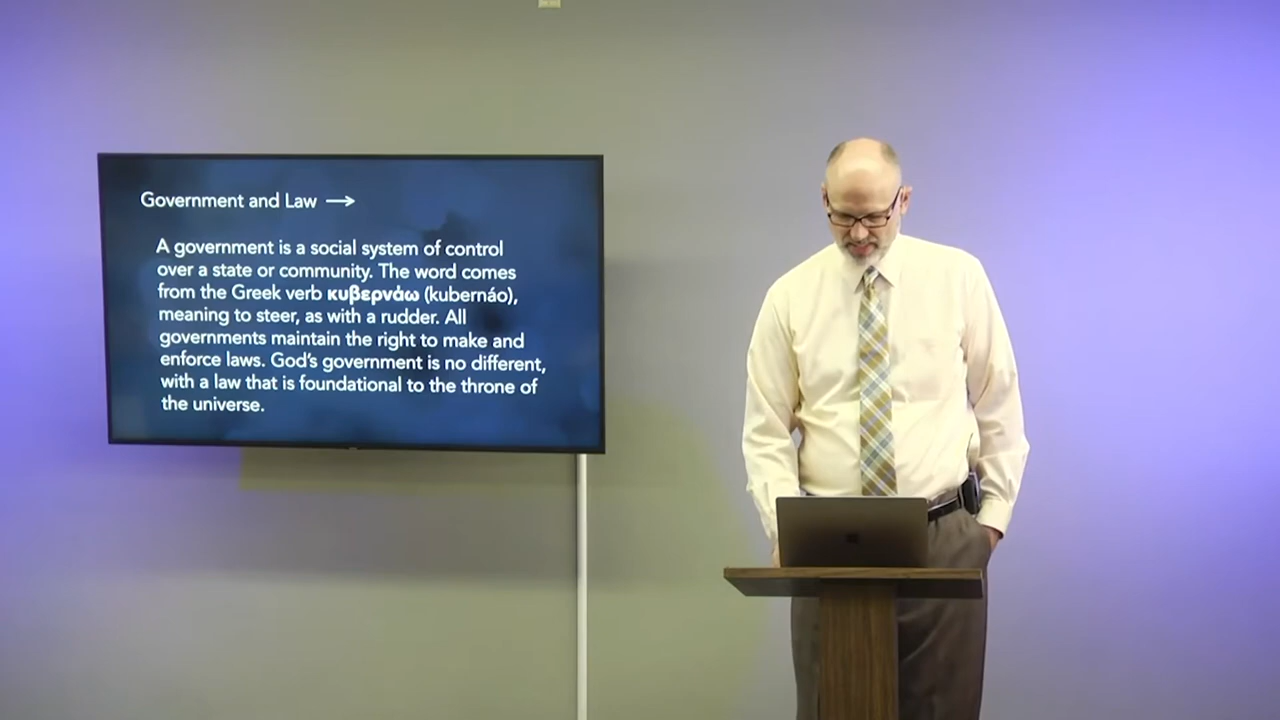 Government and Law →
A government is a social system of control
over a state or community. The word comes
from the Greek verb κυβερνάω (kubernáo),
meaning to steer, as with a rudder. All
governments maintain the right to make and
enforce laws. God's government is no different,
with a law that is foundational to the throne of
the universe.